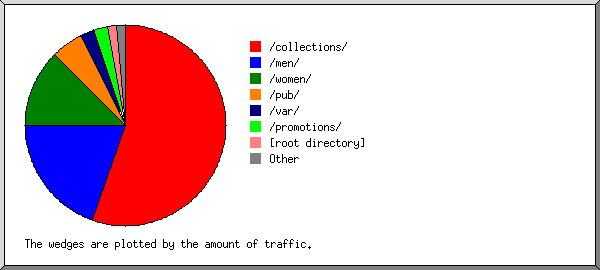 /collections/
/men/
/women/
/pub/
/var/
/promotions/
[root directory]
Other
The wedges are plotted by the amount of traffic.